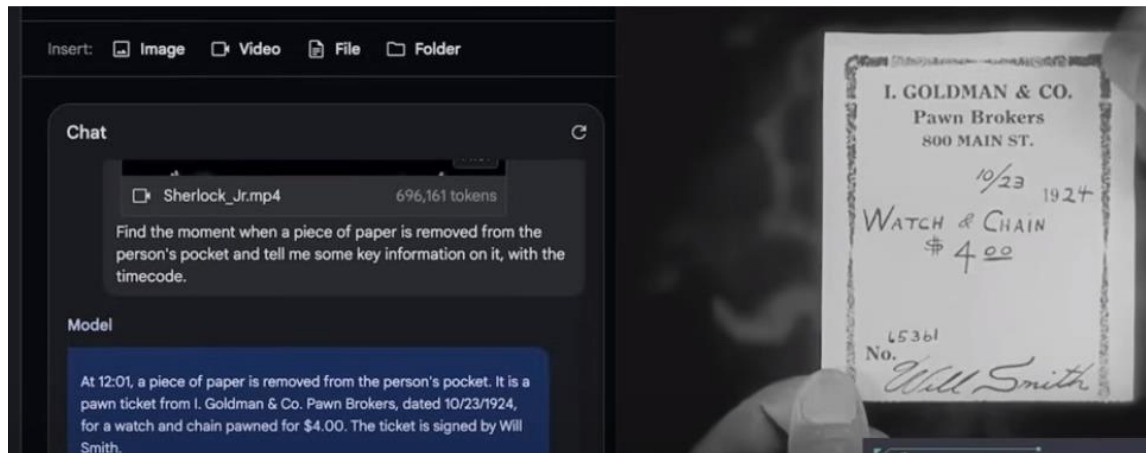 Insert: Image Video File Folder
Chat
Sherlock_Jr.mp4 696,161 tokens
Find the moment when a piece of paper is removed from the
person's pocket and tell me some key information on it, with the
timecode.
Model
At 12:01, a piece of paper is removed from the person's pocket. It is a
pawn ticket from I. Goldman & Co. Pawn Brokers, dated 10/23/1924,
for a watch and chain pawned for $4.00. The ticket is signed by Will
Smith.
I. GOLDMAN & CO.
Pawn Brokers
800 MAIN ST.
10/23 1924
WATCH & CHAIN
$ 4 00
65361
No.
Will Smith